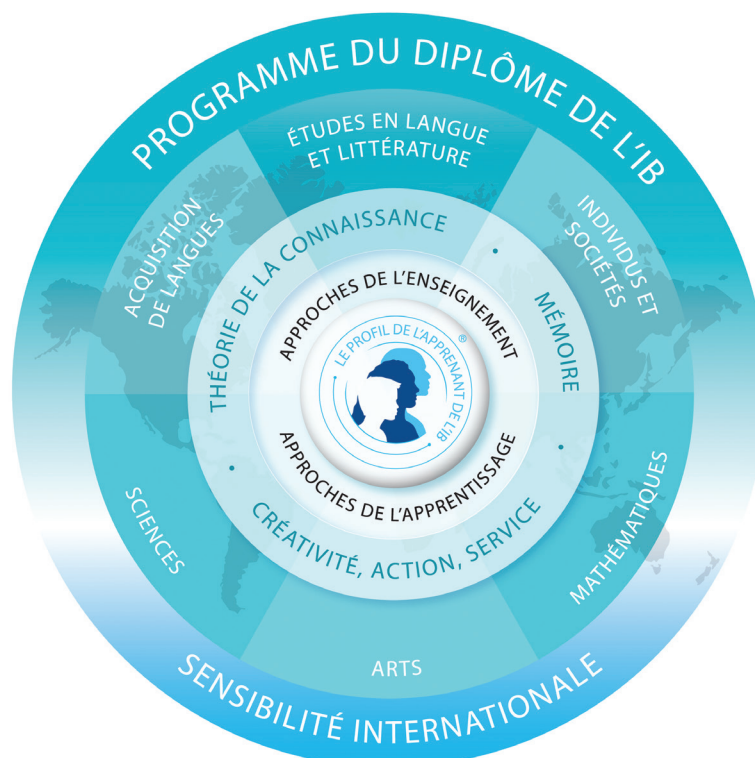 PROGRAMME DU DIPLÔME DE L'IB
ÉTUDES EN LANGUE
ET LITTÉRATURE
ACQUISITION
DE LANGUES
INDIVIDUS ET
SOCIÉTÉS
THÉORIE DE LA CONNAISSANCE
MÉMOIRE
APPROCHES DE L'ENSEIGNEMENT
LE PROFIL DE L'APPRENANT DE L'IB
®
APPROCHES DE L'APPRENTISSAGE
CRÉATIVITÉ, ACTION, SERVICE
SCIENCES
MATHÉMATIQUES
ARTS
SENSIBILITÉ INTERNATIONALE